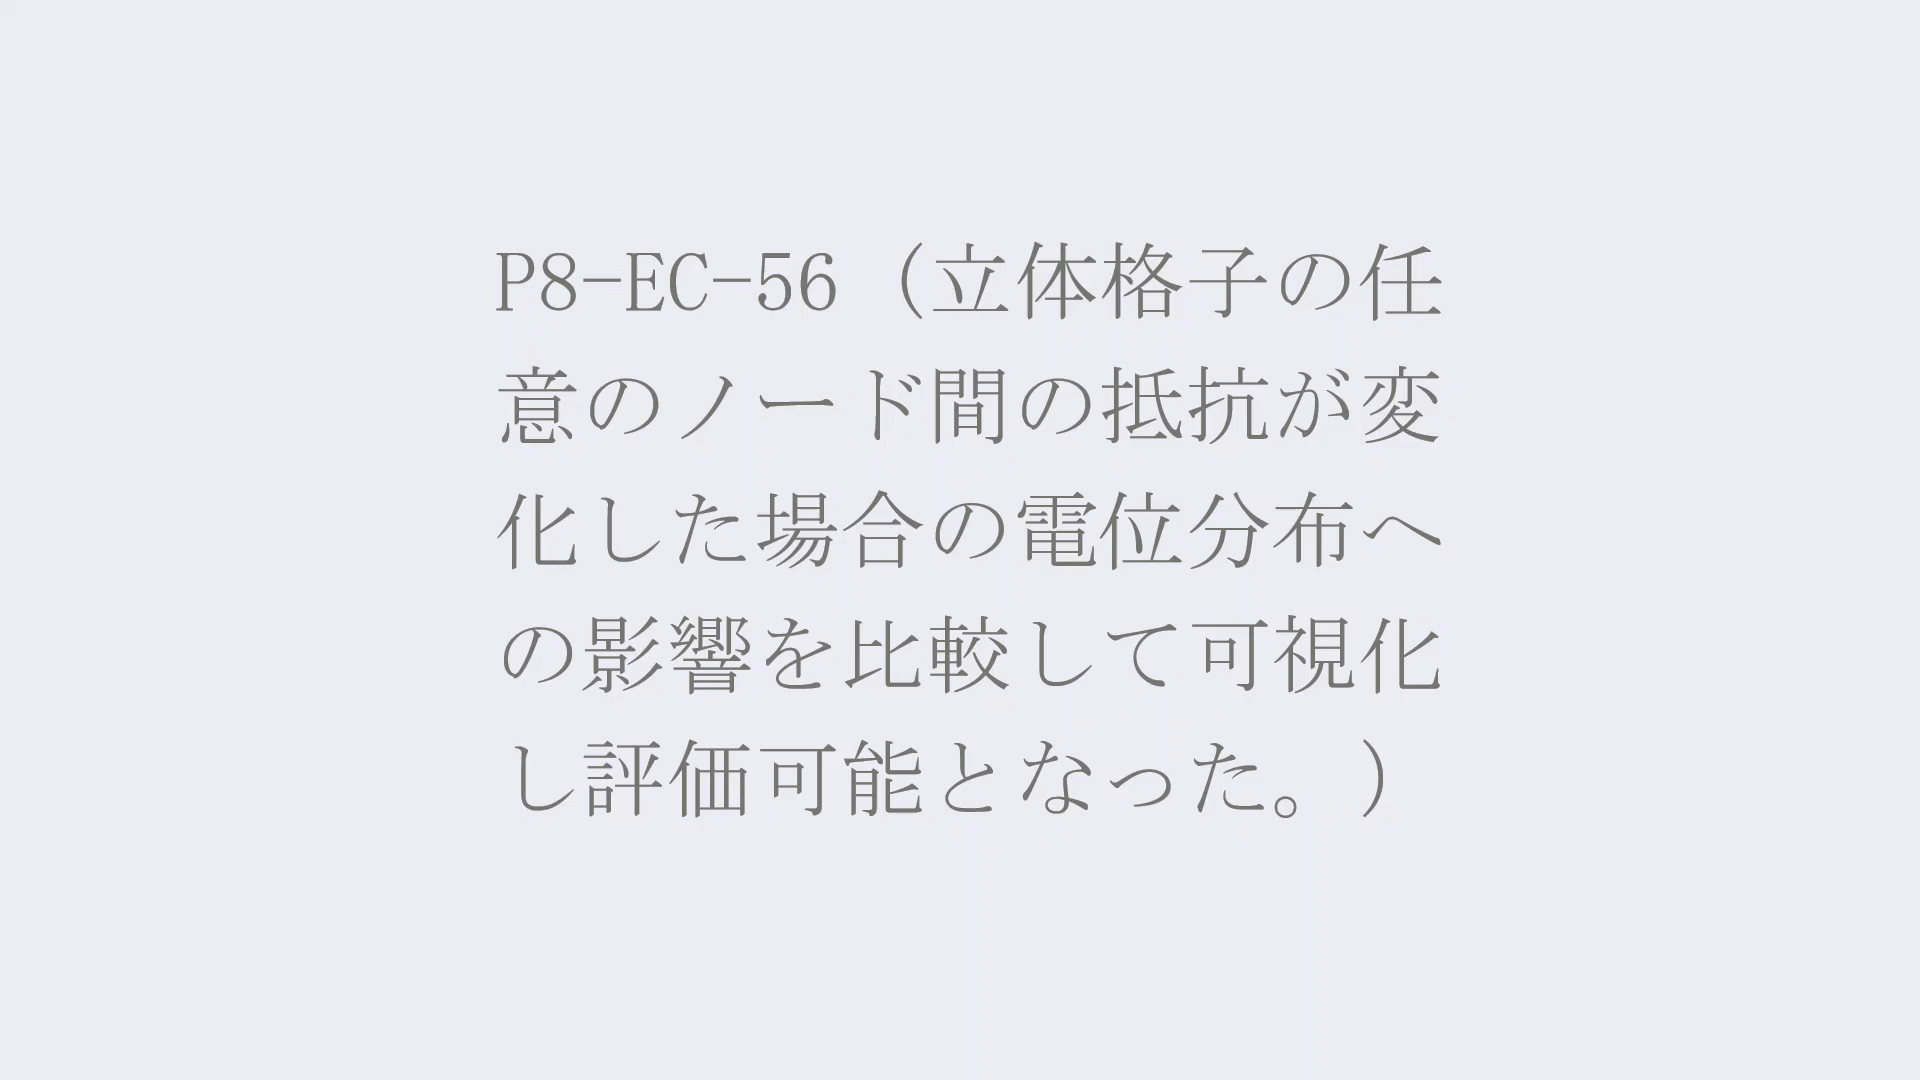 P8-EC-56（立体格子の任
意のノード間の抵抗が変
化した場合の電位分布へ
の影響を比較して可視化
し評価可能となった。）